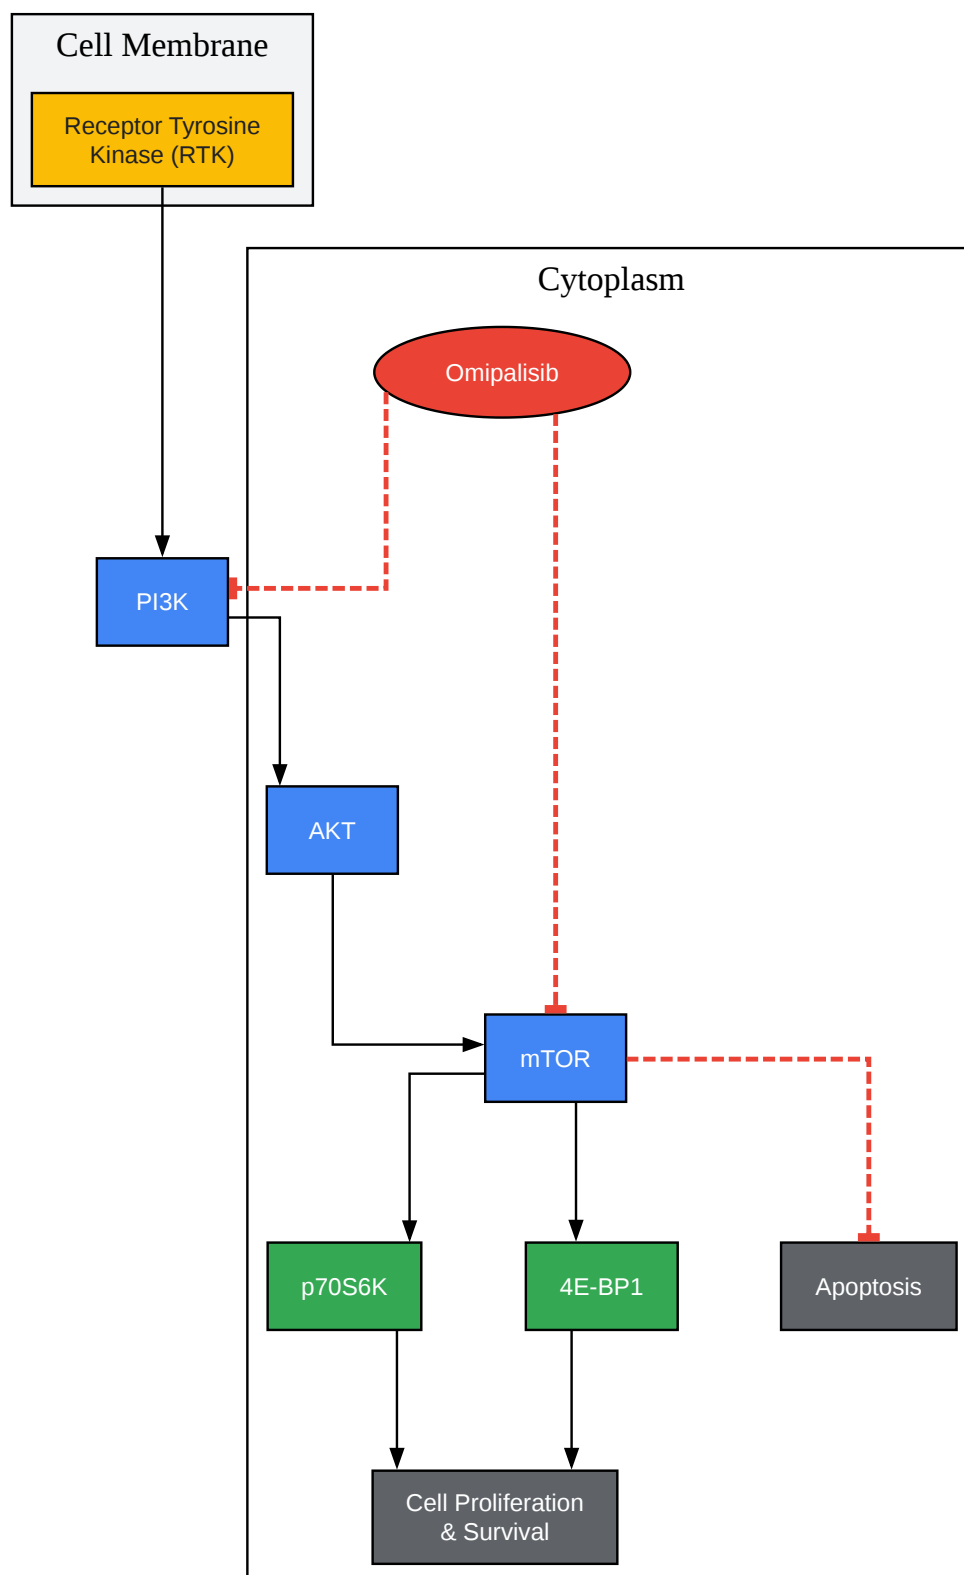 Cell Membrane
Receptor Tyrosine
Kinase (RTK)
Cytoplasm
Omipalisib
PI3K
AKT
mTOR
p70S6K
4E-BP1
Apoptosis
Cell Proliferation
& Survival